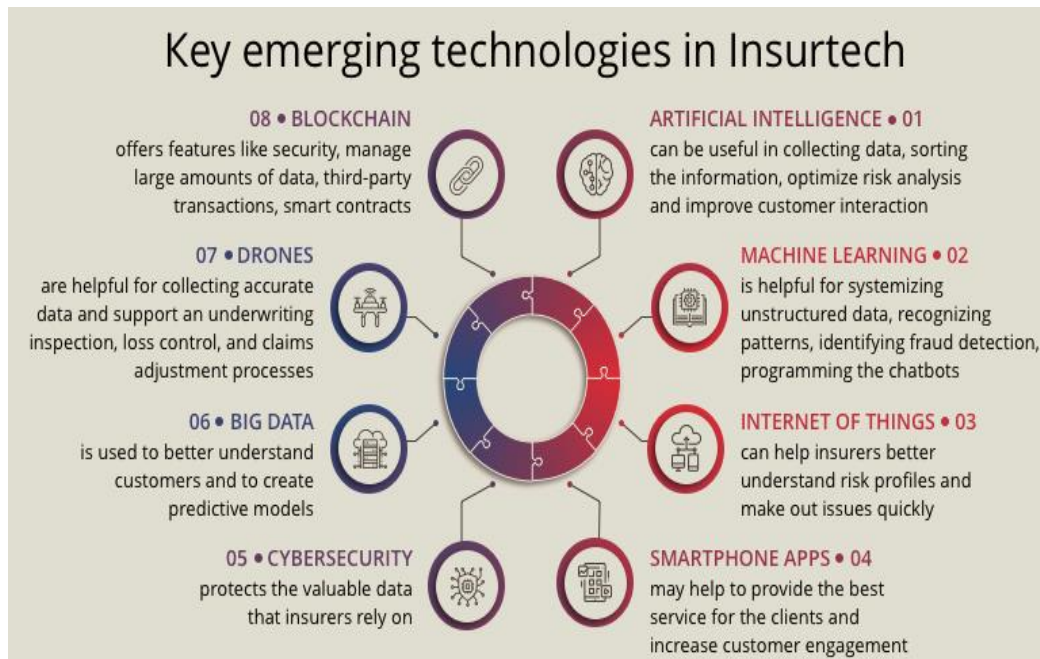 Key emerging technologies in Insurtech
ARTIFICIAL INTELLIGENCE • 01
can be useful in collecting data, sorting
the information, optimize risk analysis
and improve customer interaction
MACHINE LEARNING • 02
is helpful for systemizing
unstructured data, recognizing
patterns, identifying fraud detection,
programming the chatbots
INTERNET OF THINGS • 03
can help insurers better
understand risk profiles and
make out issues quickly
SMARTPHONE APPS • 04
may help to provide the best
service for the clients and
increase customer engagement
05 • CYBERSECURITY
protects the valuable data
that insurers rely on
06 • BIG DATA
is used to better understand
customers and to create
predictive models
07 • DRONES
are helpful for collecting accurate
data and support an underwriting
inspection, loss control, and claims
adjustment processes
08 • BLOCKCHAIN
offers features like security, manage
large amounts of data, third-party
transactions, smart contracts